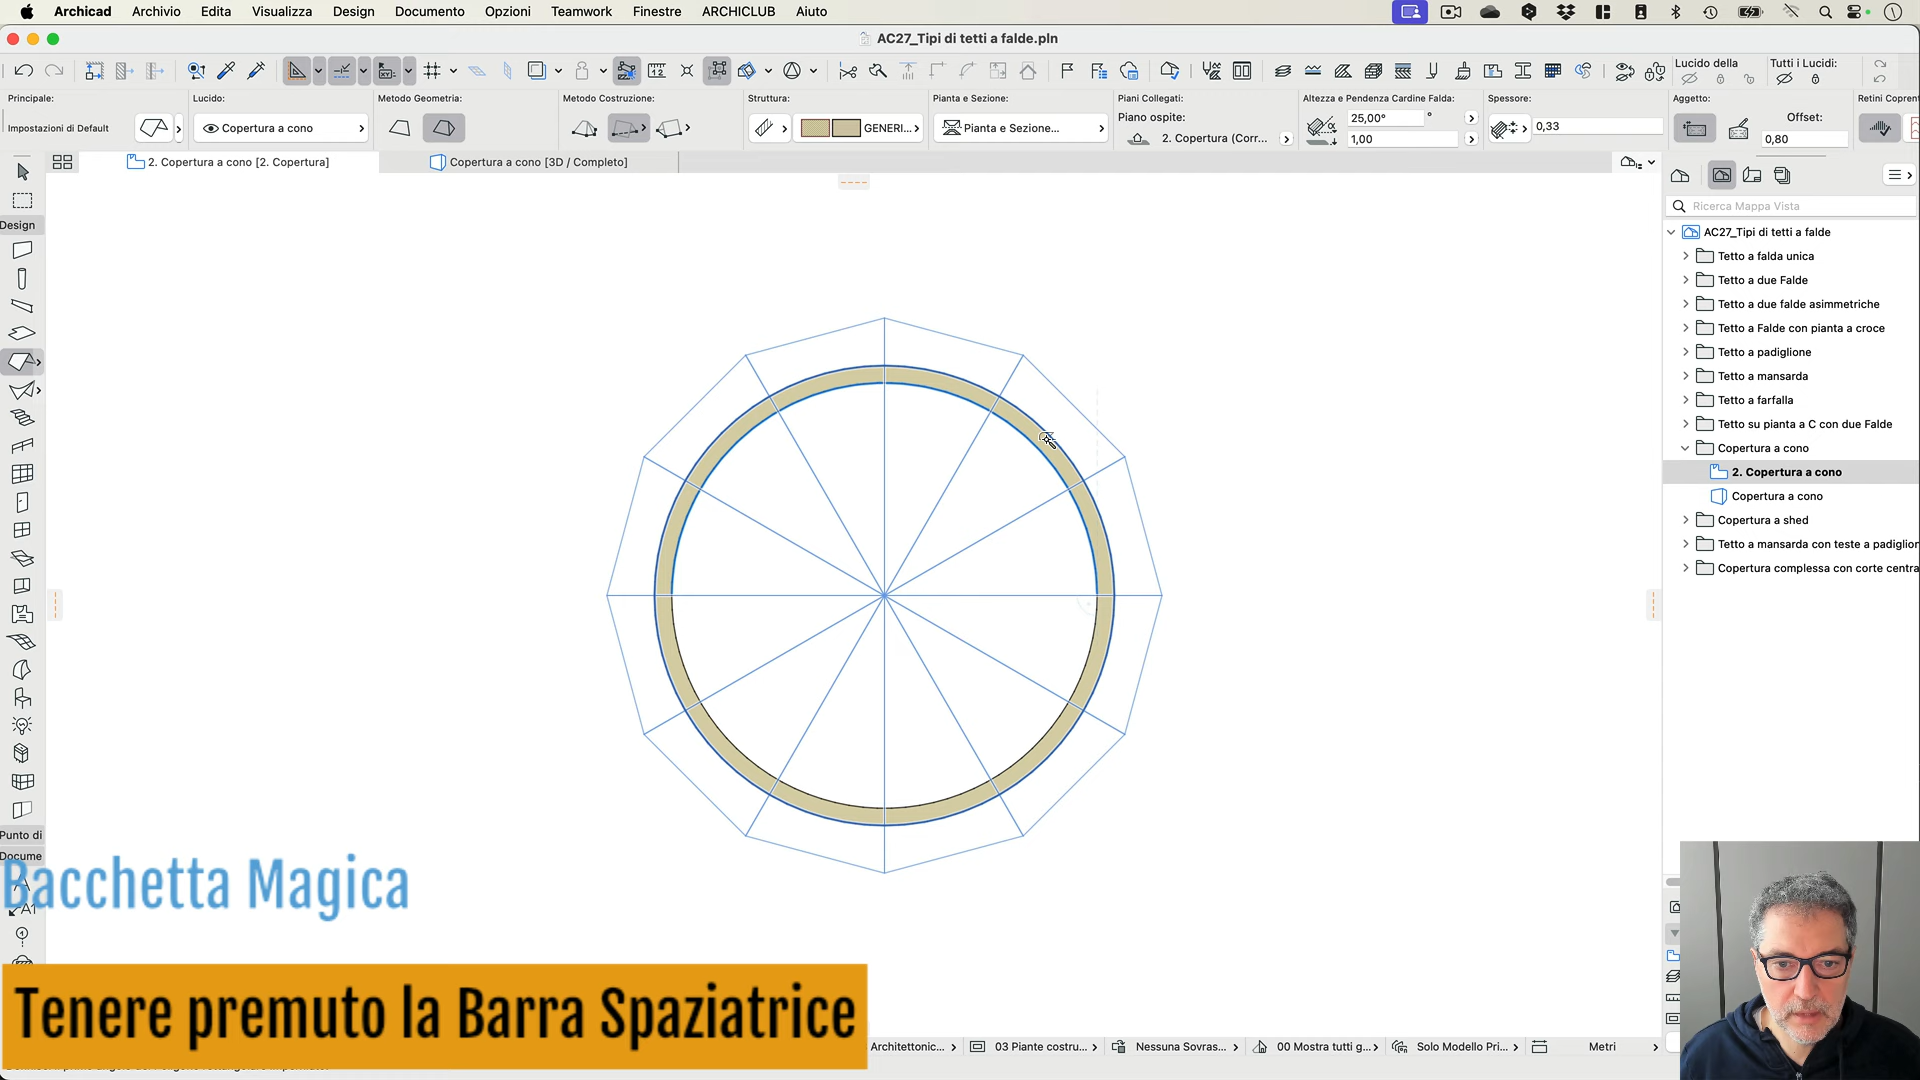 Archicad Archivio Edita Visualizza Design Documento Opzioni Teamwork Finestre ARCHICLUB Aiuto
AC27_Tipi di tetti a falde.pln
Principale: Lucido: Metodo Geometria: Metodo Costruzione: Struttura: Pianta e Sezione: Piani Collegati: Altezza e Pendenza Cardine Falda: Spessore: Aggetto: Retini Coprent
Lucido della Tutti i Lucidi:
Impostazioni di Default
Copertura a cono
GENERI...
Pianta e Sezione...
Piano ospite:
2. Copertura (Corr...
25,00° °
1,00
0,33
Offset:
0,80
2. Copertura a cono [2. Copertura]
Copertura a cono [3D / Completo]
Ricerca Mappa Vista
Design
AC27_Tipi di tetti a falde
Tetto a falda unica
Tetto a due Falde
Tetto a due falde asimmetriche
Tetto a Falde con pianta a croce
Tetto a padiglione
Tetto a mansarda
Tetto a farfalla
Tetto su pianta a C con due Falde
Copertura a cono
2. Copertura a cono
Copertura a cono
Copertura a shed
Tetto a mansarda con teste a padiglion
Copertura complessa con corte centra
Punto di
Docume
A1
Bacchetta Magica
Tenere premuto la Barra Spaziatrice
Architettonic... 03 Piante costru... Nessuna Sovras... 00 Mostra tutti g... Solo Modello Pri... Metri